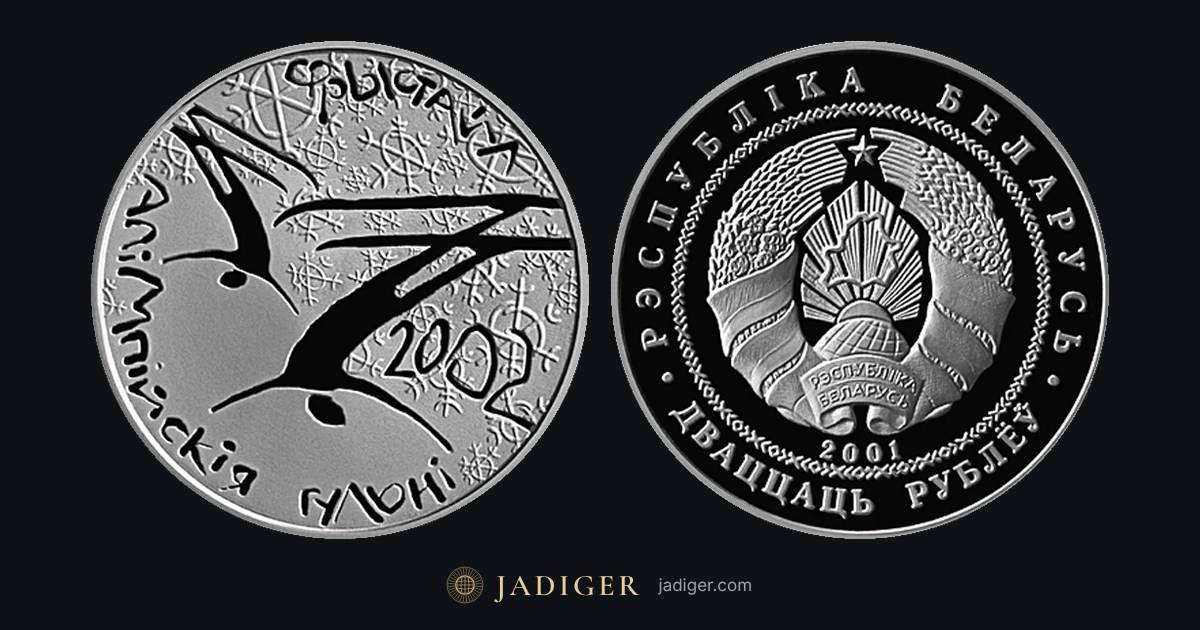 фрыстайл
алімпійскія гульні
2002
РЭСПУБЛІКА БЕЛАРУСЬ
РЭСПУБЛІКА
БЕЛАРУСЬ
2001
• ДВАЦЦАЦЬ РУБЛЁЎ •
JADIGER
jadiger.com